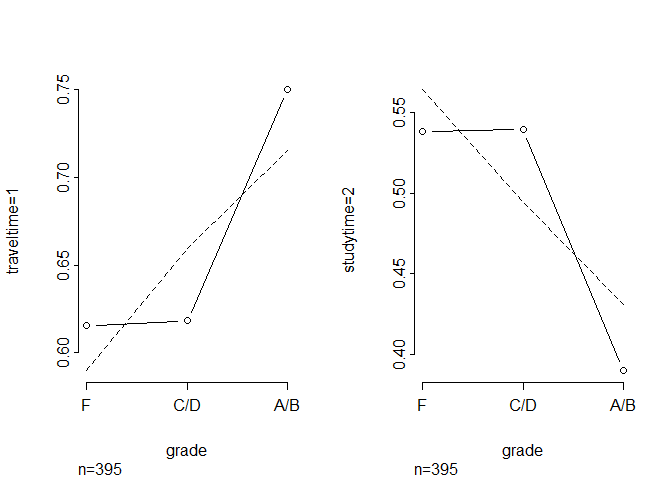 traveltime=1
0.75
0.70
0.65
0.60
F C/D A/B
grade
n=395
studytime=2
0.55
0.50
0.45
0.40
F C/D A/B
grade
n=395